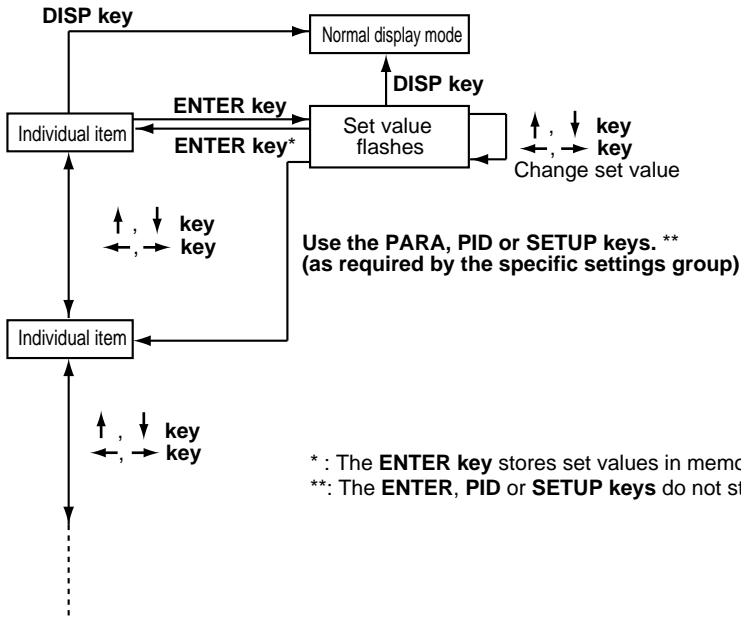 DISP key
Normal display mode
DISP key
ENTER key
Individual item
Set value
flashes
ENTER key*
↑, ↓ key
←, → key
Change set value
↑, ↓ key
←, → key
Use the PARA, PID or SETUP keys. **
(as required by the specific settings group)
Individual item
↑, ↓ key
←, → key
* : The ENTER key stores set values in memo
**: The ENTER, PID or SETUP keys do not st